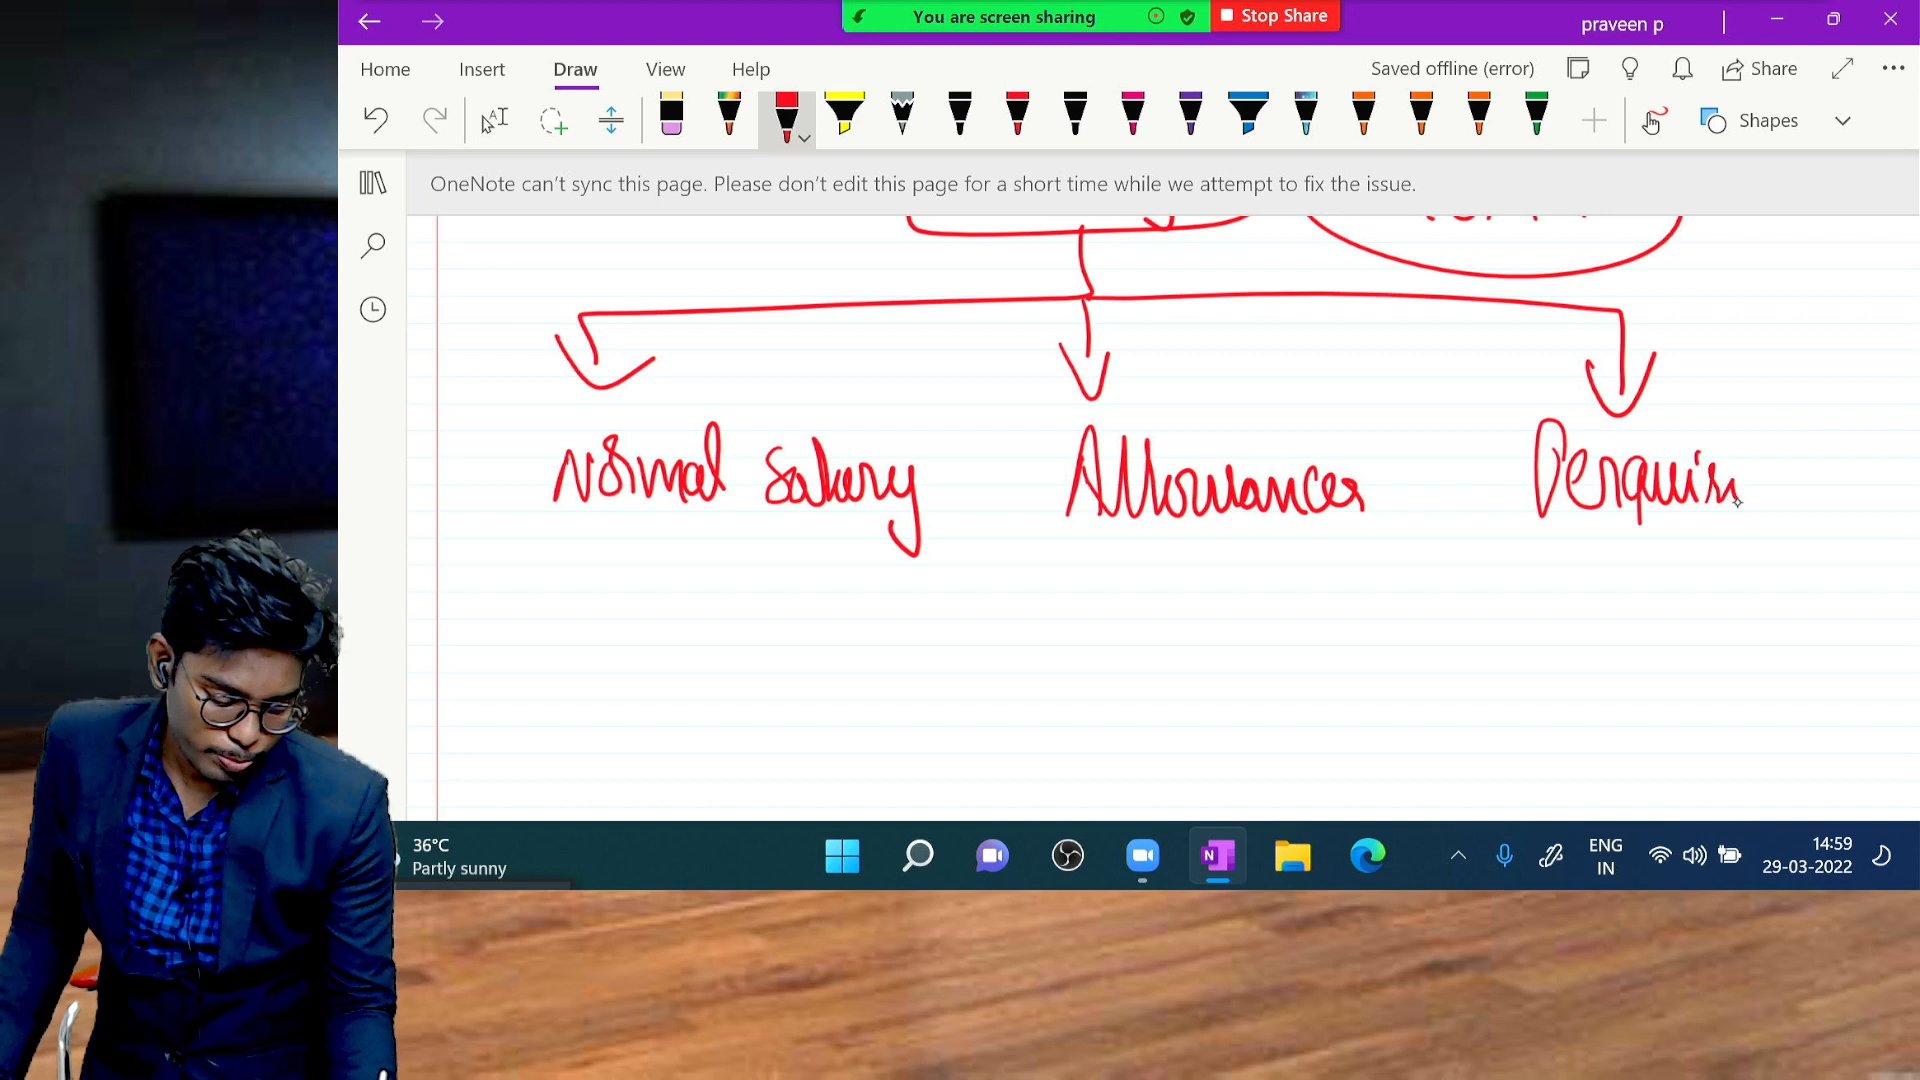 You are screen sharing
Stop Share
praveen p
Home Insert Draw View Help
Saved offline (error)
Share
Shapes
OneNote can't sync this page. Please don't edit this page for a short time while we attempt to fix the issue.
Normal Salary Allowances Perquisi
36°C
Partly sunny
ENG
IN
14:59
29-03-2022